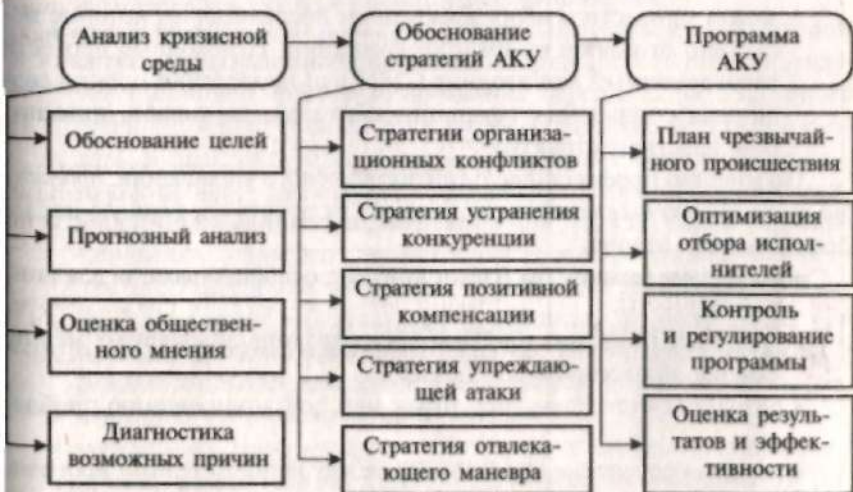 Анализ кризисной
среды
Обоснование
стратегий АКУ
Программа
АКУ
Обоснование целей
Прогнозный анализ
Оценка обществен-
ного мнения
Диагностика
возможных причин
Стратегии организа-
ционных конфликтов
Стратегия устранения
конкуренции
Стратегия позитивной
компенсации
Стратегия упреждаю-
щей атаки
Стратегия отвлека-
ющего маневра
План чрезвычай-
ного происшествия
Оптимизация
отбора испол-
нителей
Контроль
и регулирование
программы
Оценка резуль-
татов и эффек-
тивности